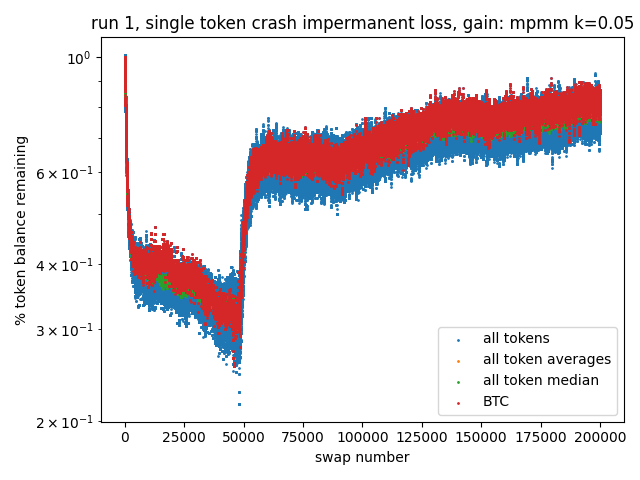 run 1, single token crash impermanent loss, gain: mpmm k=0.05
% token balance remaining
10⁰
6 × 10⁻¹
4 × 10⁻¹
3 × 10⁻¹
2 × 10⁻¹
all tokens
all token averages
all token median
BTC
0 25000 50000 75000 100000 125000 150000 175000 200000
swap number